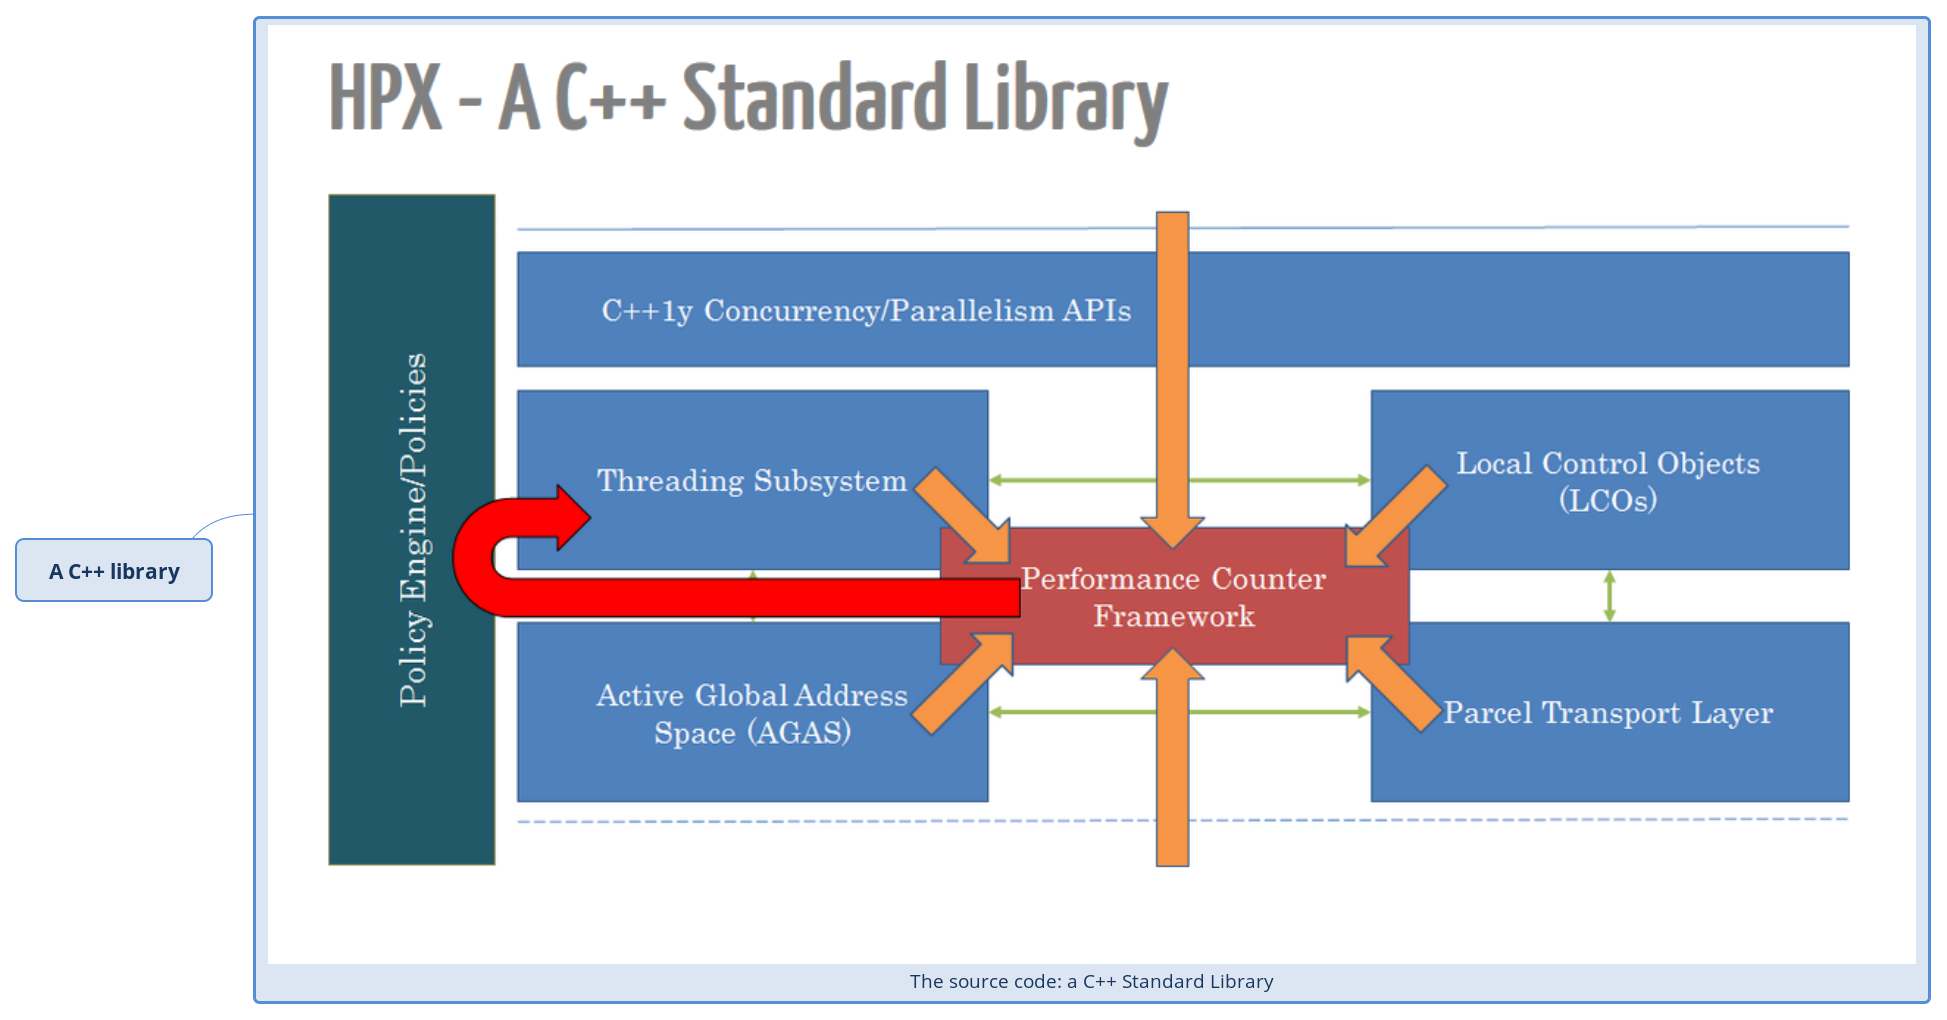 HPX - A C++ Standard Library
Policy Engine/Policies
C++1y Concurrency/Parallelism APIs
Threading Subsystem
Local Control Objects
(LCOs)
Performance Counter
Framework
Active Global Address
Space (AGAS)
Parcel Transport Layer
A C++ library
The source code: a C++ Standard Library